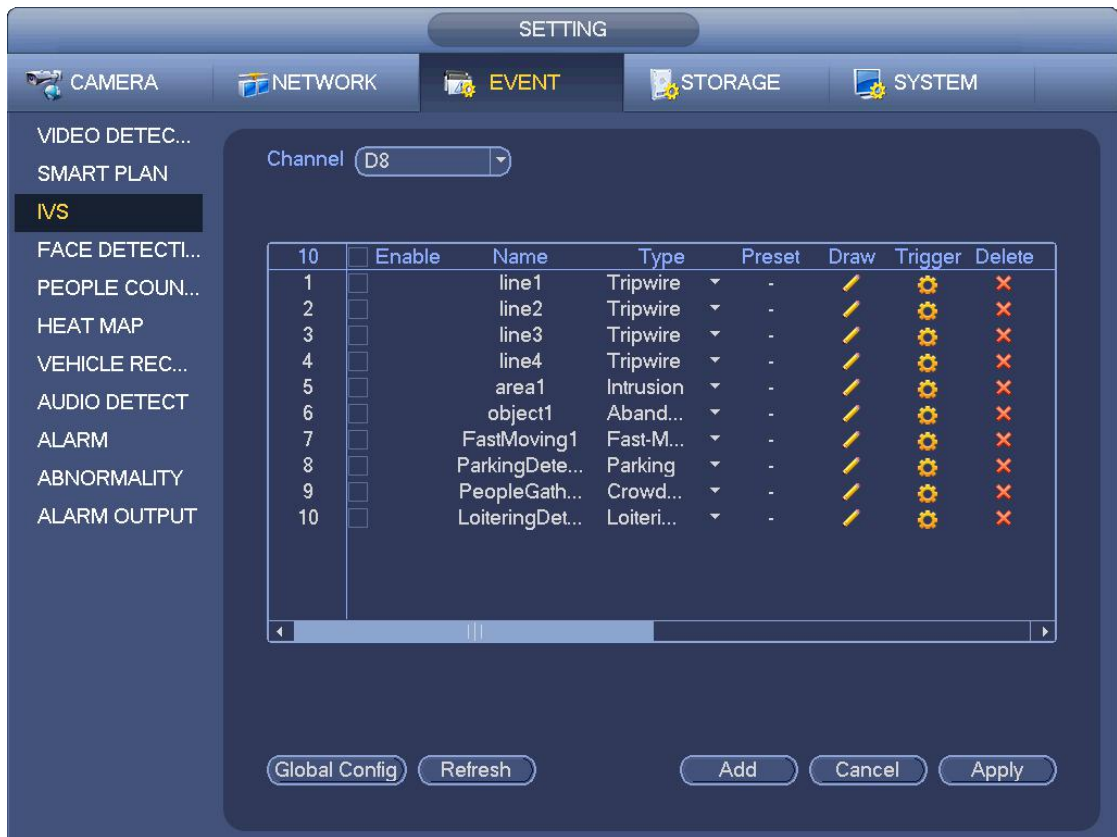 SETTING
CAMERA NETWORK EVENT STORAGE SYSTEM
VIDEO DETEC...
SMART PLAN
IVS
FACE DETECTI...
PEOPLE COUN...
HEAT MAP
VEHICLE REC...
AUDIO DETECT
ALARM
ABNORMALITY
ALARM OUTPUT
Channel D8
10 Enable Name Type Preset Draw Trigger Delete
1 line1 Tripwire -
2 line2 Tripwire -
3 line3 Tripwire -
4 line4 Tripwire -
5 area1 Intrusion -
6 object1 Aband... -
7 FastMoving1 Fast-M... -
8 ParkingDete... Parking -
9 PeopleGath... Crowd... -
10 LoiteringDet... Loiteri... -
Global Config Refresh Add Cancel Apply